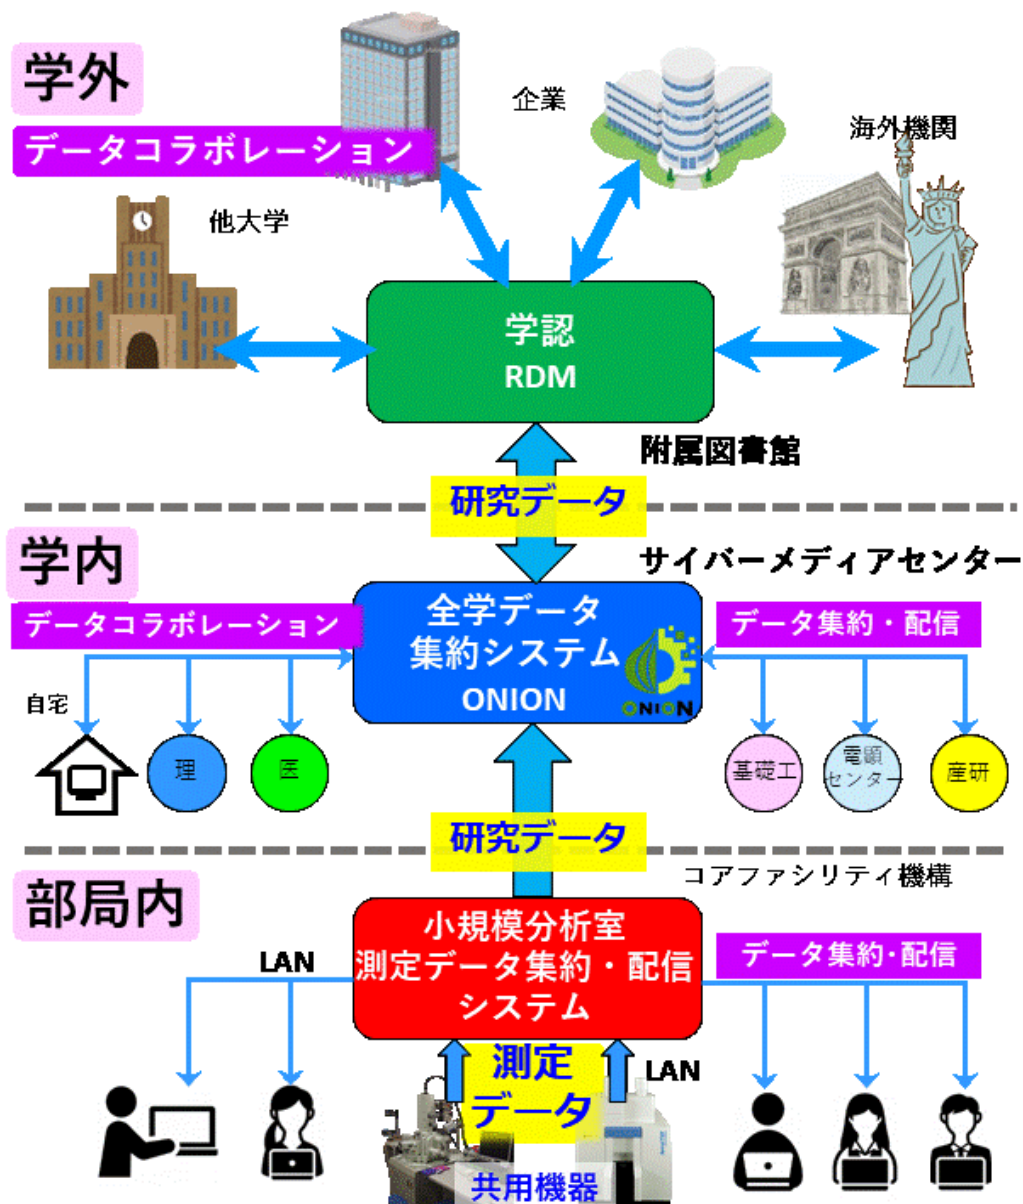 学外
データコラボレーション
企業
海外機関
他大学
学認
RDM
附属図書館
研究データ
学内
サイバーメディアセンター
データコラボレーション
全学データ
集約システム
ONION
ONION
データ集約・配信
自宅
理
医
基礎工
電顕
センター
産研
研究データ
コアファシリティ機構
部局内
小規模分析室
測定データ集約・配信
システム
LAN
データ集約・配信
測定
データ
LAN
共用機器